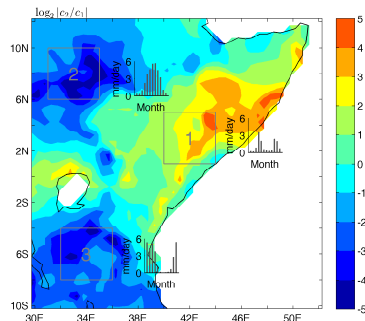 log₂|c₂/c₁|
10N
6N
2N
2S
6S
10S
30E
34E
38E
42E
46E
50E
2
6
3
0
mm/day
Month
1
6
3
0
mm/day
Month
3
6
3
0
mm/day
Month
5
4
3
2
1
0
-1
-2
-3
-4
-5